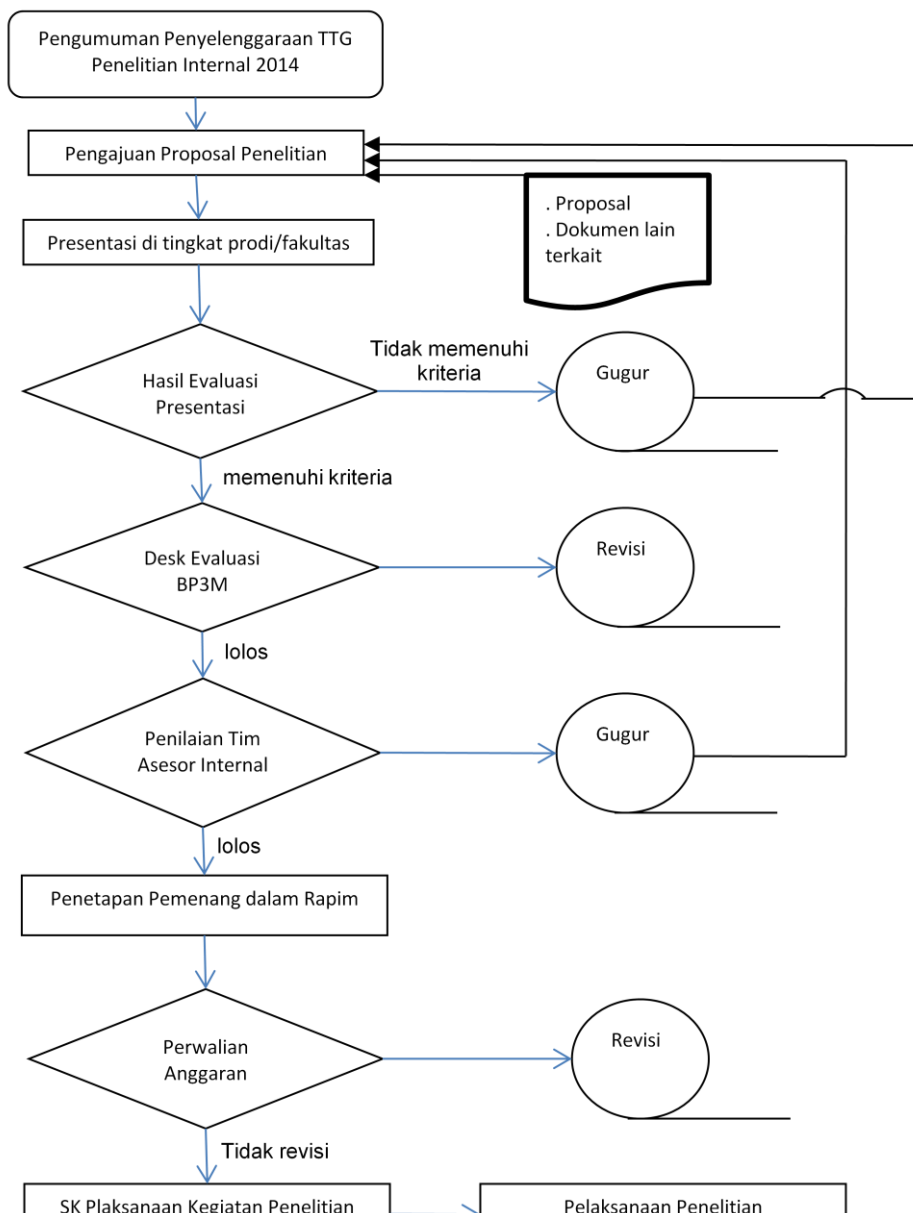 Pengumuman Penyelenggaraan TTG
Penelitian Internal 2014
Pengajuan Proposal Penelitian
. Proposal
. Dokumen lain
terkait
Presentasi di tingkat prodi/fakultas
Hasil Evaluasi
Presentasi
Tidak memenuhi
kriteria
Gugur
memenuhi kriteria
Desk Evaluasi
BP3M
Revisi
lolos
Penilaian Tim
Asesor Internal
Gugur
lolos
Penetapan Pemenang dalam Rapim
Perwalian
Anggaran
Revisi
Tidak revisi
SK Plaksanaan Kegiatan Penelitian
Pelaksanaan Penelitian